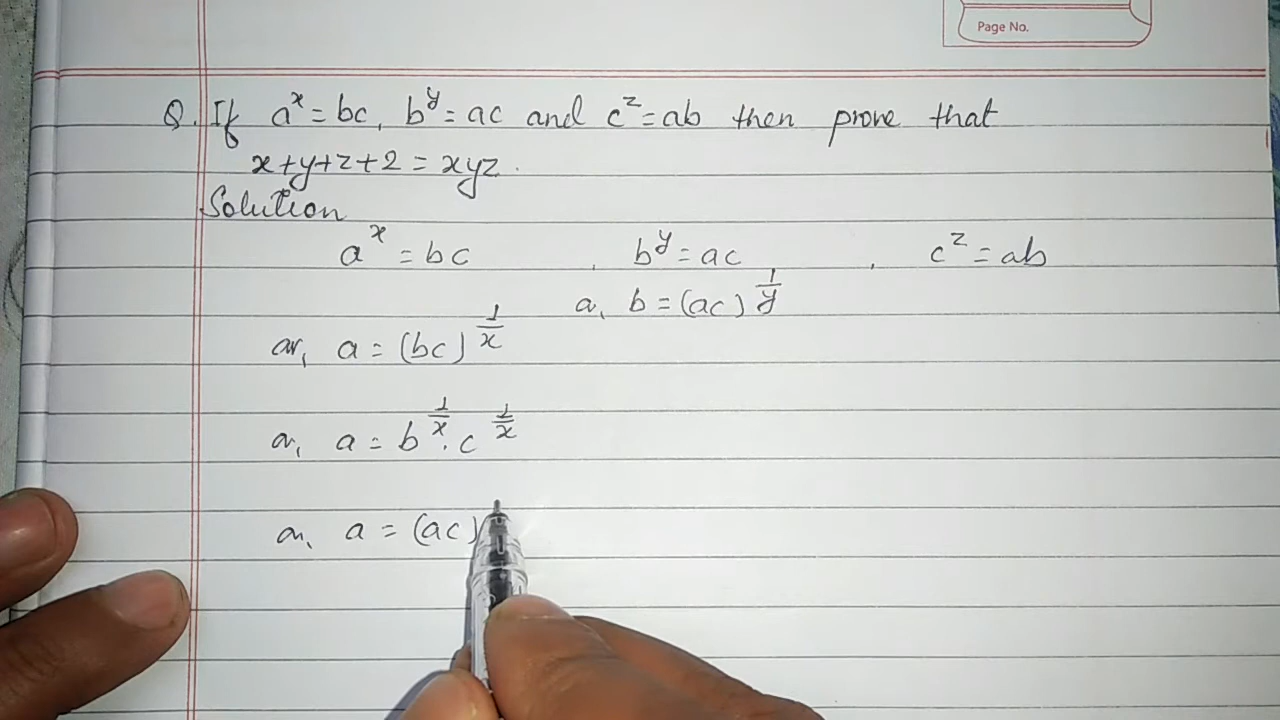 Page No.
Q. If a^x = bc, b^y = ac and c^z = ab then prove that
x+y+z+2 = xyz.
Solution
a^x = bc , b^y = ac , c^z = ab
or, b = (ac)^(1/y)
or, a = (bc)^(1/x)
or, a = b^(1/x) . c^(1/x)
or, a = (ac)